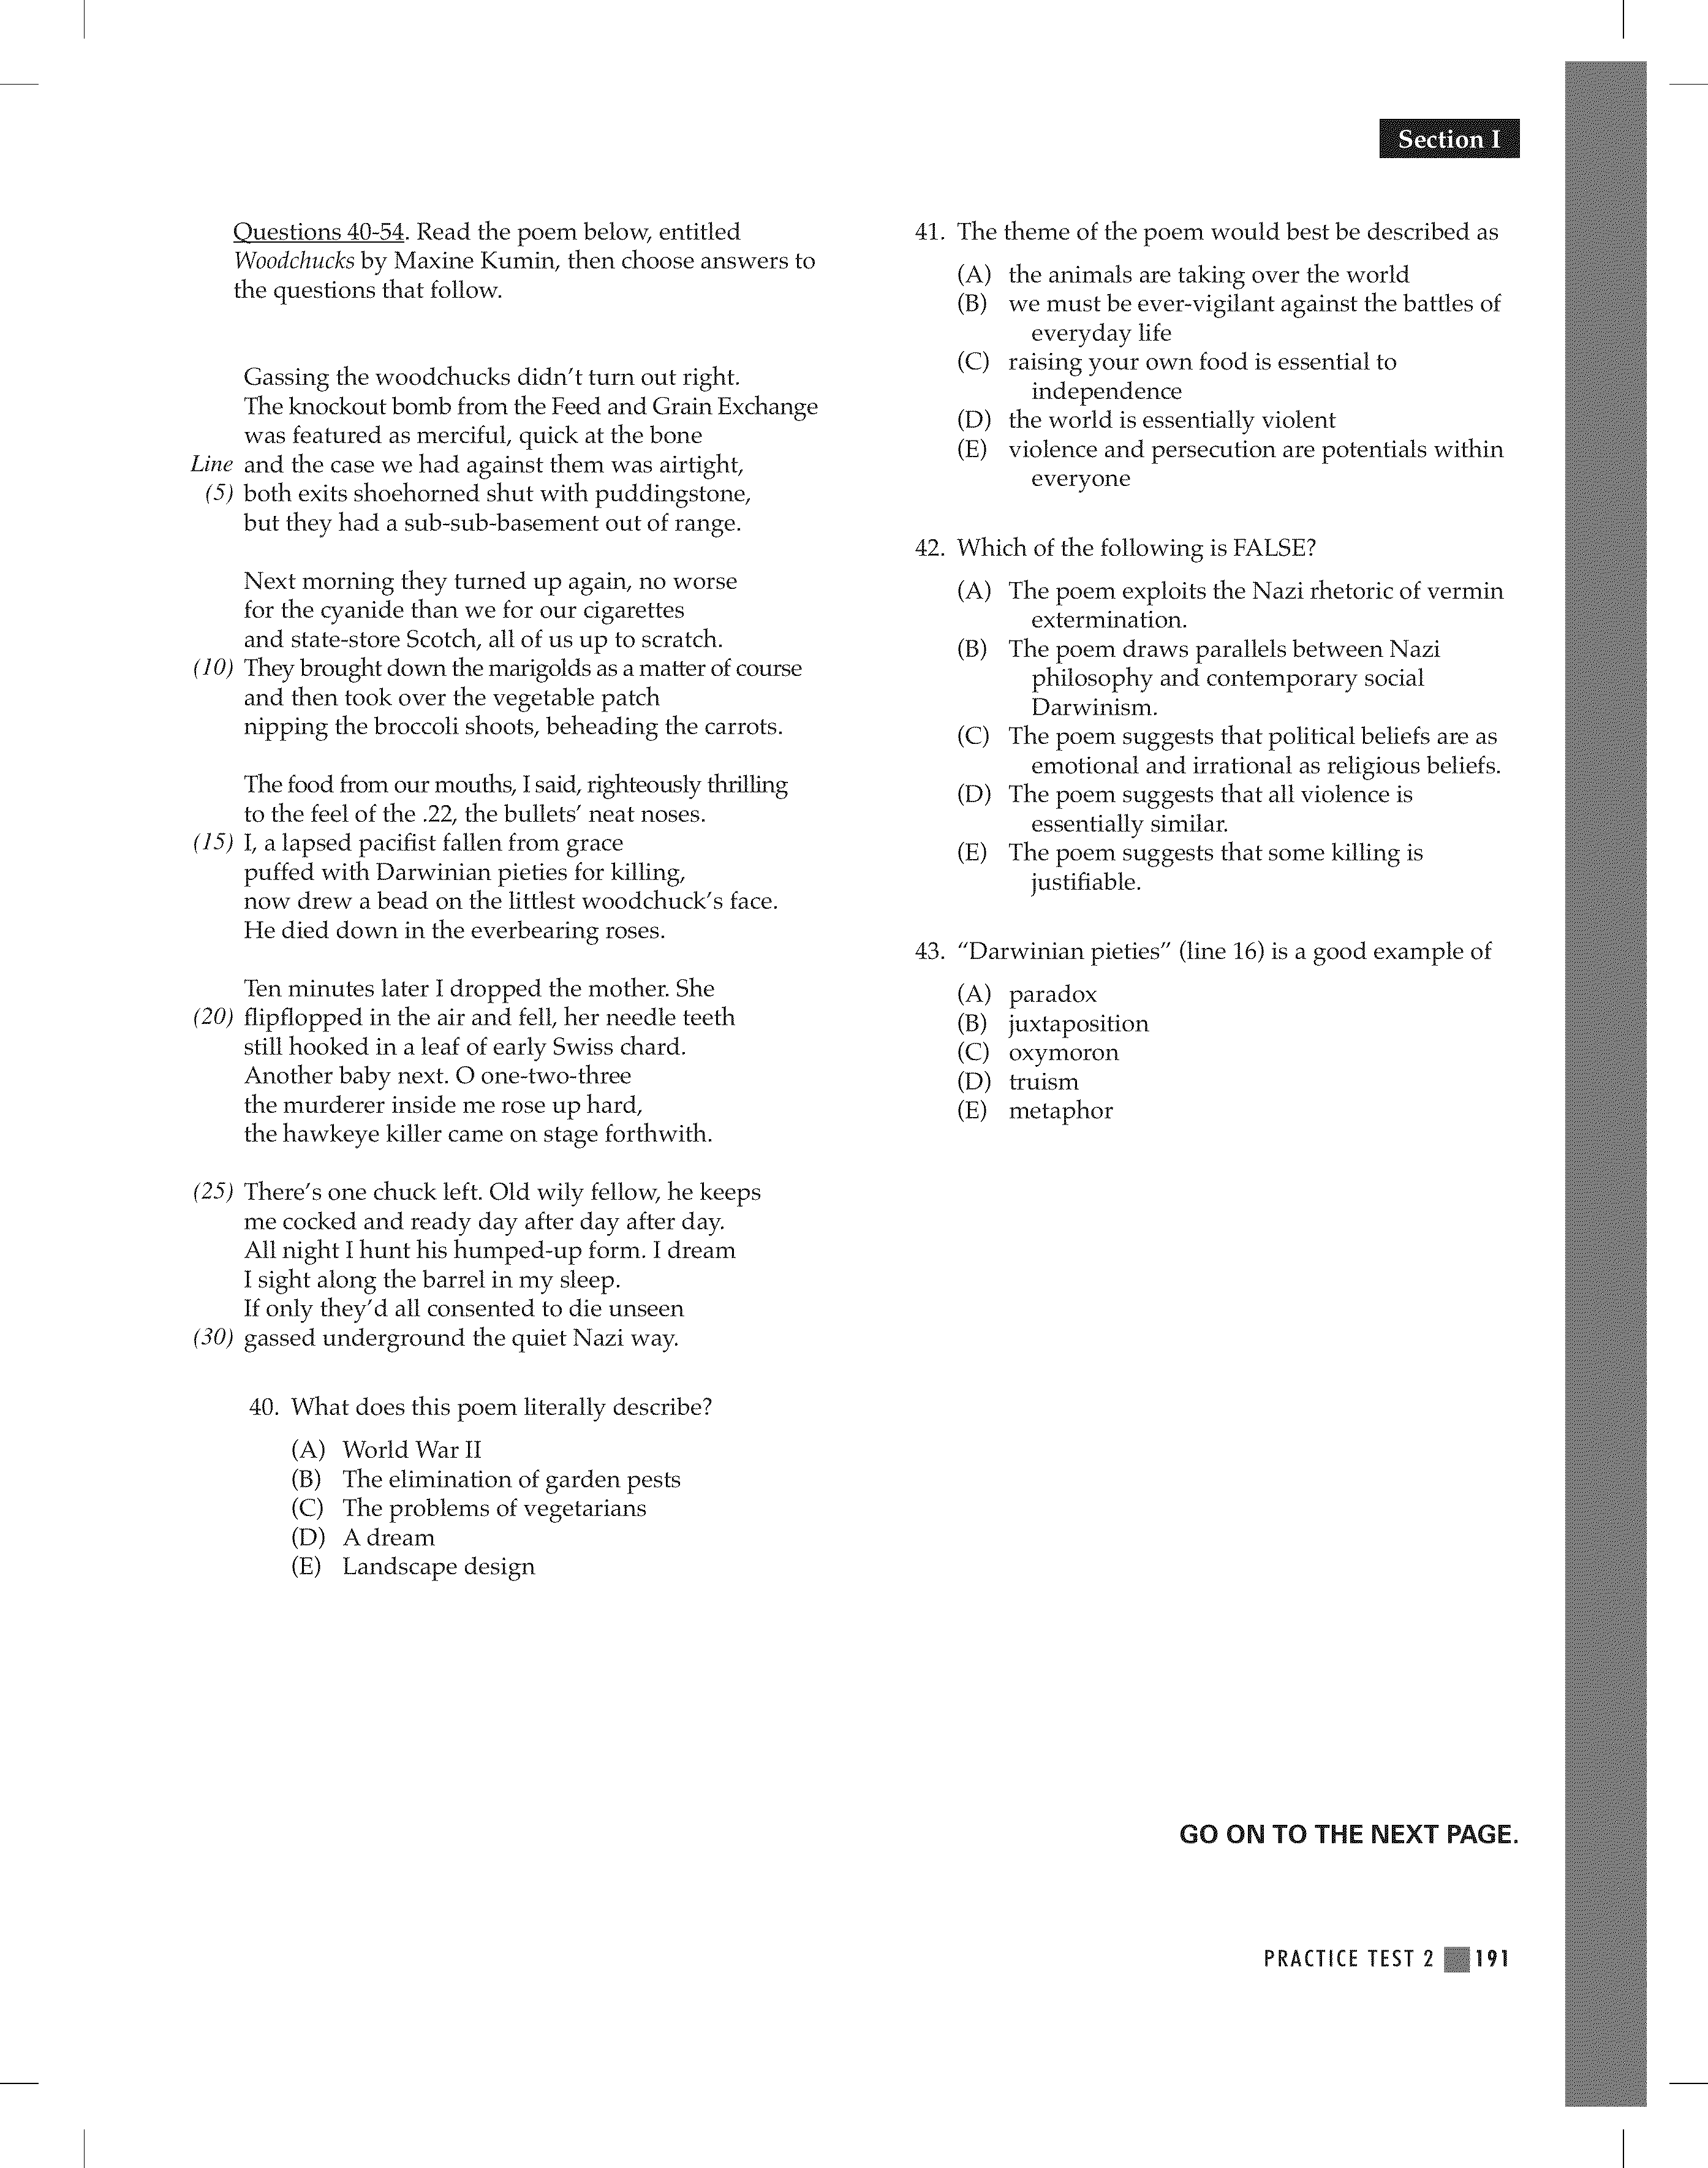 Section I
Questions 40-54. Read the poem below, entitled
Woodchucks by Maxine Kumin, then choose answers to
the questions that follow.
Gassing the woodchucks didn't turn out right.
The knockout bomb from the Feed and Grain Exchange
was featured as merciful, quick at the bone
Line and the case we had against them was airtight,
(5) both exits shoehorned shut with puddingstone,
but they had a sub-sub-basement out of range.
Next morning they turned up again, no worse
for the cyanide than we for our cigarettes
and state-store Scotch, all of us up to scratch.
(10) They brought down the marigolds as a matter of course
and then took over the vegetable patch
nipping the broccoli shoots, beheading the carrots.
The food from our mouths, I said, righteously thrilling
to the feel of the .22, the bullets' neat noses.
(15) I, a lapsed pacifist fallen from grace
puffed with Darwinian pieties for killing,
now drew a bead on the littlest woodchuck's face.
He died down in the everbearing roses.
Ten minutes later I dropped the mother. She
(20) flipflopped in the air and fell, her needle teeth
still hooked in a leaf of early Swiss chard.
Another baby next. O one-two-three
the murderer inside me rose up hard,
the hawkeye killer came on stage forthwith.
(25) There's one chuck left. Old wily fellow, he keeps
me cocked and ready day after day after day.
All night I hunt his humped-up form. I dream
I sight along the barrel in my sleep.
If only they'd all consented to die unseen
(30) gassed underground the quiet Nazi way.
40. What does this poem literally describe?
(A) World War II
(B) The elimination of garden pests
(C) The problems of vegetarians
(D) A dream
(E) Landscape design
41. The theme of the poem would best be described as
(A) the animals are taking over the world
(B) we must be ever-vigilant against the battles of
everyday life
(C) raising your own food is essential to
independence
(D) the world is essentially violent
(E) violence and persecution are potentials within
everyone
42. Which of the following is FALSE?
(A) The poem exploits the Nazi rhetoric of vermin
extermination.
(B) The poem draws parallels between Nazi
philosophy and contemporary social
Darwinism.
(C) The poem suggests that political beliefs are as
emotional and irrational as religious beliefs.
(D) The poem suggests that all violence is
essentially similar.
(E) The poem suggests that some killing is
justifiable.
43. "Darwinian pieties" (line 16) is a good example of
(A) paradox
(B) juxtaposition
(C) oxymoron
(D) truism
(E) metaphor
GO ON TO THE NEXT PAGE.
PRACTICE TEST 2 191